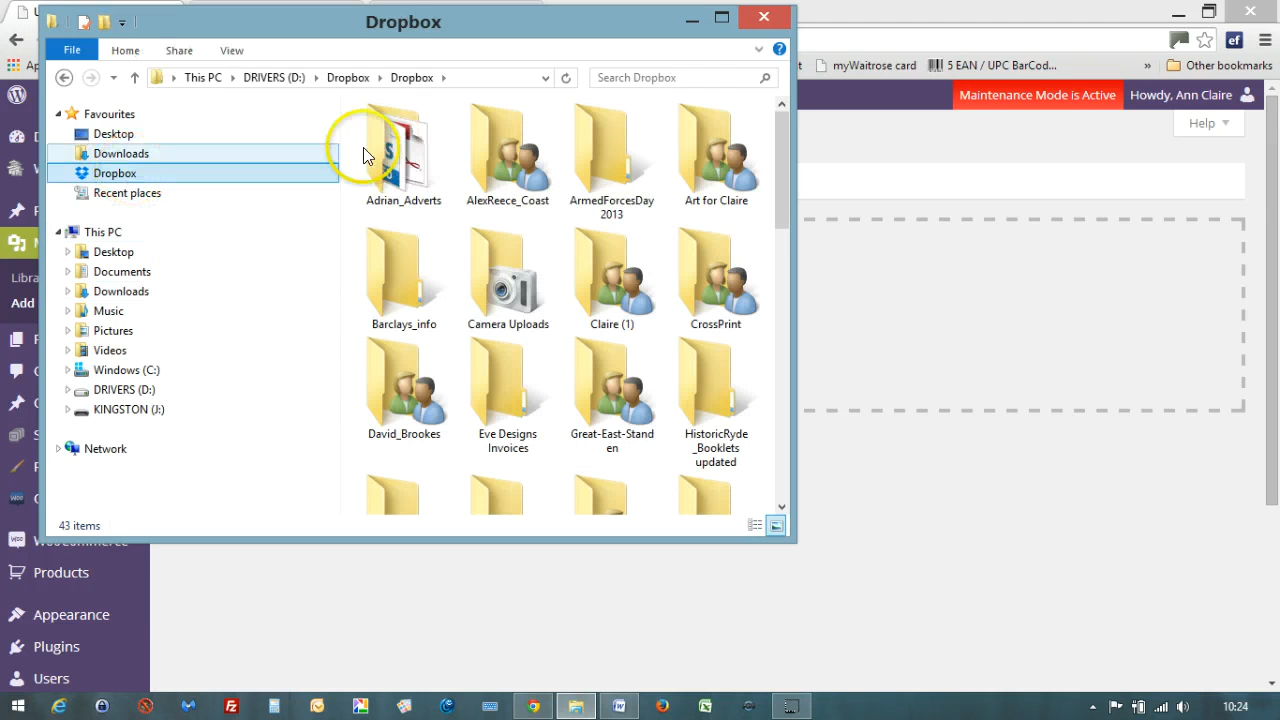 Dropbox
File
Home
Share
View
This PC
DRIVERS (D:)
Dropbox
Dropbox
Search Dropbox
Favourites
Desktop
Downloads
Dropbox
Recent places
This PC
Desktop
Documents
Downloads
Music
Pictures
Videos
Windows (C:)
DRIVERS (D:)
KINGSTON (J:)
Network
Adrian_Adverts
AlexReece_Coast
ArmedForcesDay
2013
Art for Claire
Barclays_info
Camera Uploads
Claire (1)
CrossPrint
David_Brookes
Eve Designs
Invoices
Great-East-Stand
en
HistoricRyde
_Booklets
updated
43 items
myWaitrose card
5 EAN / UPC BarCod...
»
Other bookmarks
Maintenance Mode is Active
Howdy, Ann Claire
Help
Add
Products
Appearance
Plugins
Users
10:24